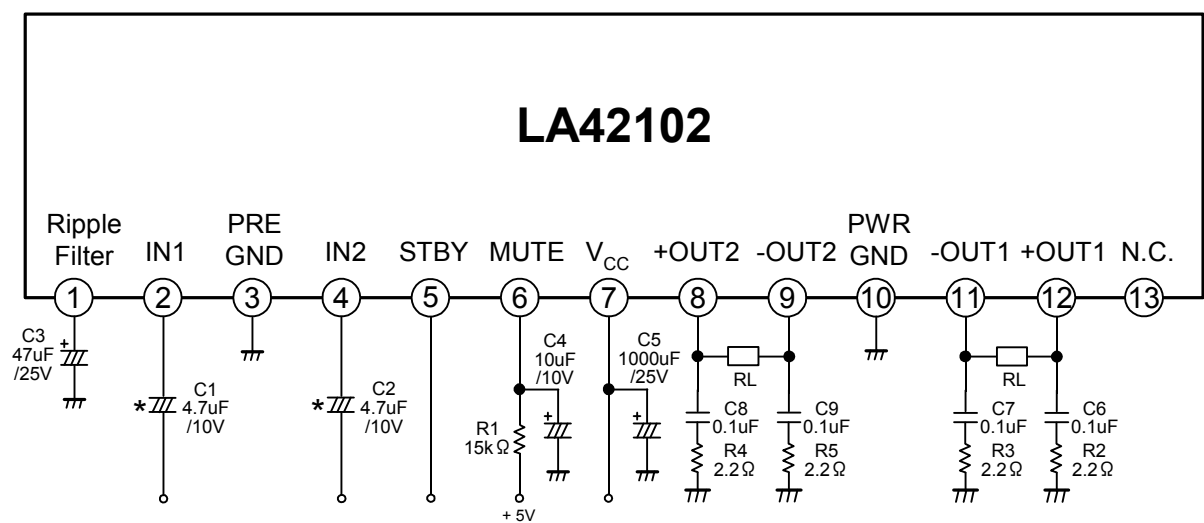 LA42102
Ripple
Filter
IN1
PRE
GND
IN2
STBY
MUTE
VCC
+OUT2
-OUT2
PWR
GND
-OUT1
+OUT1
N.C.
1
2
3
4
5
6
7
8
9
10
11
12
13
C3
47uF
/25V
+
*
C1
4.7uF
/10V
*
C2
4.7uF
/10V
R1
15kΩ
+ 5V
C4
10uF
/10V
+
C5
1000uF
/25V
+
RL
C8
0.1uF
R4
2.2Ω
C9
0.1uF
R5
2.2Ω
RL
C7
0.1uF
R3
2.2Ω
C6
0.1uF
R2
2.2Ω